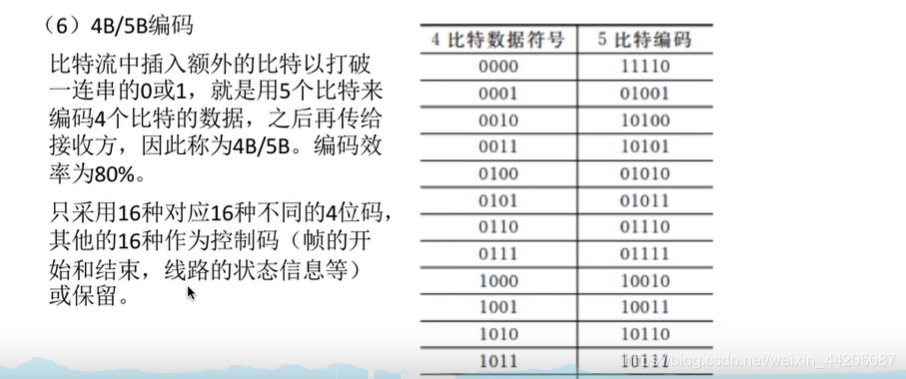 （6）4B/5B编码
比特流中插入额外的比特以打破
一连串的0或1，就是用5个比特来
编码4个比特的数据，之后再传给
接收方，因此称为4B/5B。编码效
率为80%。
只采用16种对应16种不同的4位码，
其他的16种作为控制码（帧的开
始和结束，线路的状态信息等）
或保留。
4 比特数据符号 5 比特编码
0000 11110
0001 01001
0010 10100
0011 10101
0100 01010
0101 01011
0110 01110
0111 01111
1000 10010
1001 10011
1010 10110
1011 10111
https://blog.csdn.net/weixin_44205087